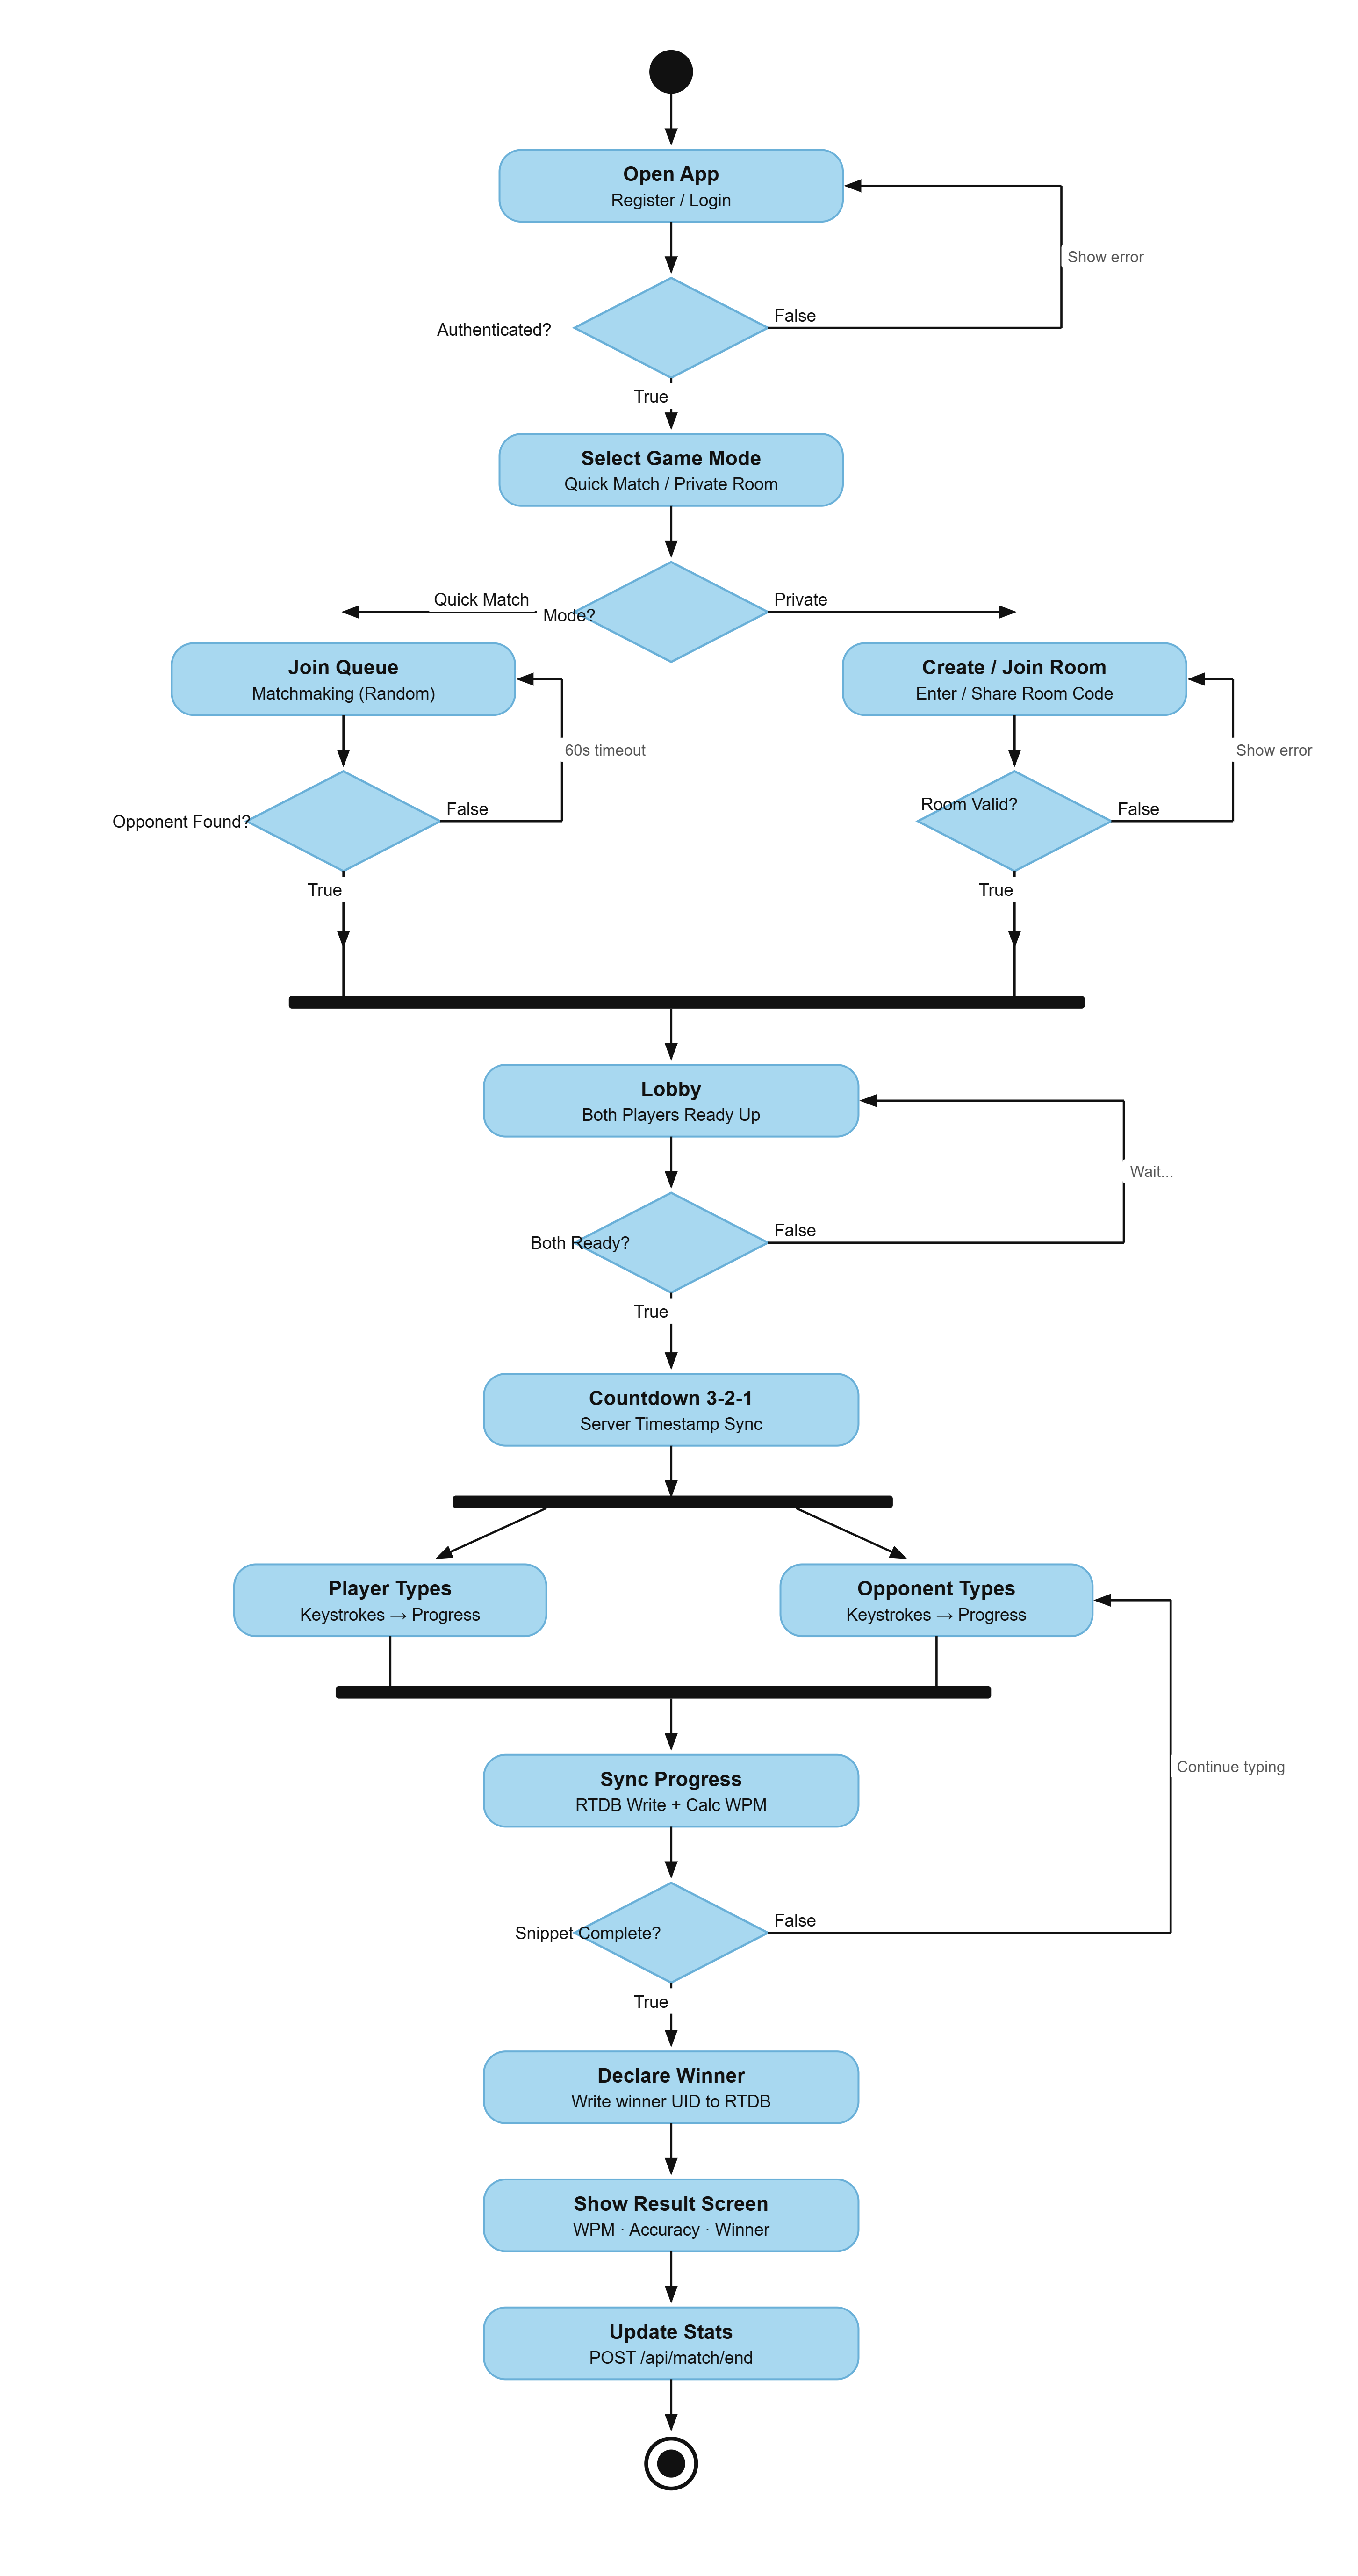 Open App
Register / Login
Show error
False
Authenticated?
True
Select Game Mode
Quick Match / Private Room
Quick Match
Private
Mode?
Join Queue
Matchmaking (Random)
Create / Join Room
Enter / Share Room Code
60s timeout
Show error
Room Valid?
False
False
Opponent Found?
True
True
Lobby
Both Players Ready Up
Wait...
False
Both Ready?
True
Countdown 3-2-1
Server Timestamp Sync
Player Types
Keystrokes → Progress
Opponent Types
Keystrokes → Progress
Continue typing
Sync Progress
RTDB Write + Calc WPM
False
Snippet Complete?
True
Declare Winner
Write winner UID to RTDB
Show Result Screen
WPM · Accuracy · Winner
Update Stats
POST /api/match/end